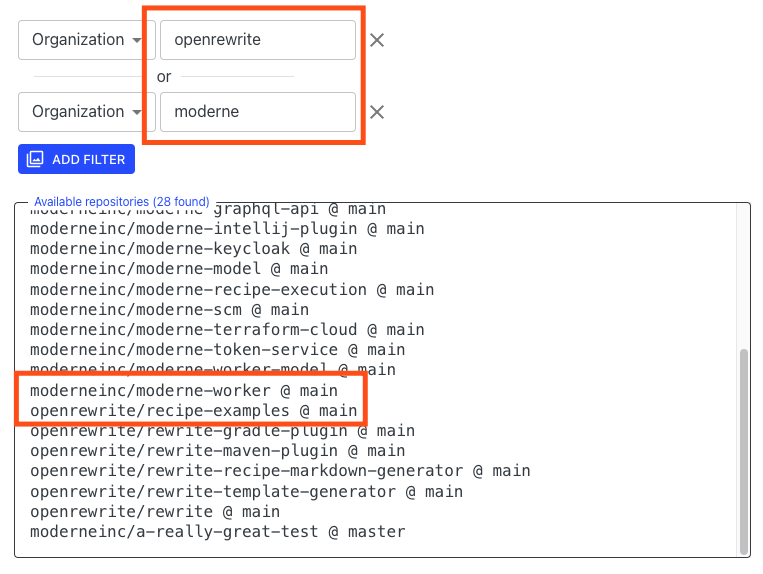 Organization openrewrite
or
Organization moderne
ADD FILTER
Available repositories (28 found)
moderneinc/moderne-graphql-api @ main
moderneinc/moderne-intellij-plugin @ main
moderneinc/moderne-keycloak @ main
moderneinc/moderne-model @ main
moderneinc/moderne-recipe-execution @ main
moderneinc/moderne-scm @ main
moderneinc/moderne-terraform-cloud @ main
moderneinc/moderne-token-service @ main
moderneinc/moderne-worker-model @ main
moderneinc/moderne-worker @ main
openrewrite/recipe-examples @ main
openrewrite/rewrite-gradle-plugin @ main
openrewrite/rewrite-maven-plugin @ main
openrewrite/rewrite-recipe-markdown-generator @ main
openrewrite/rewrite-template-generator @ main
openrewrite/rewrite @ main
moderneinc/a-really-great-test @ master